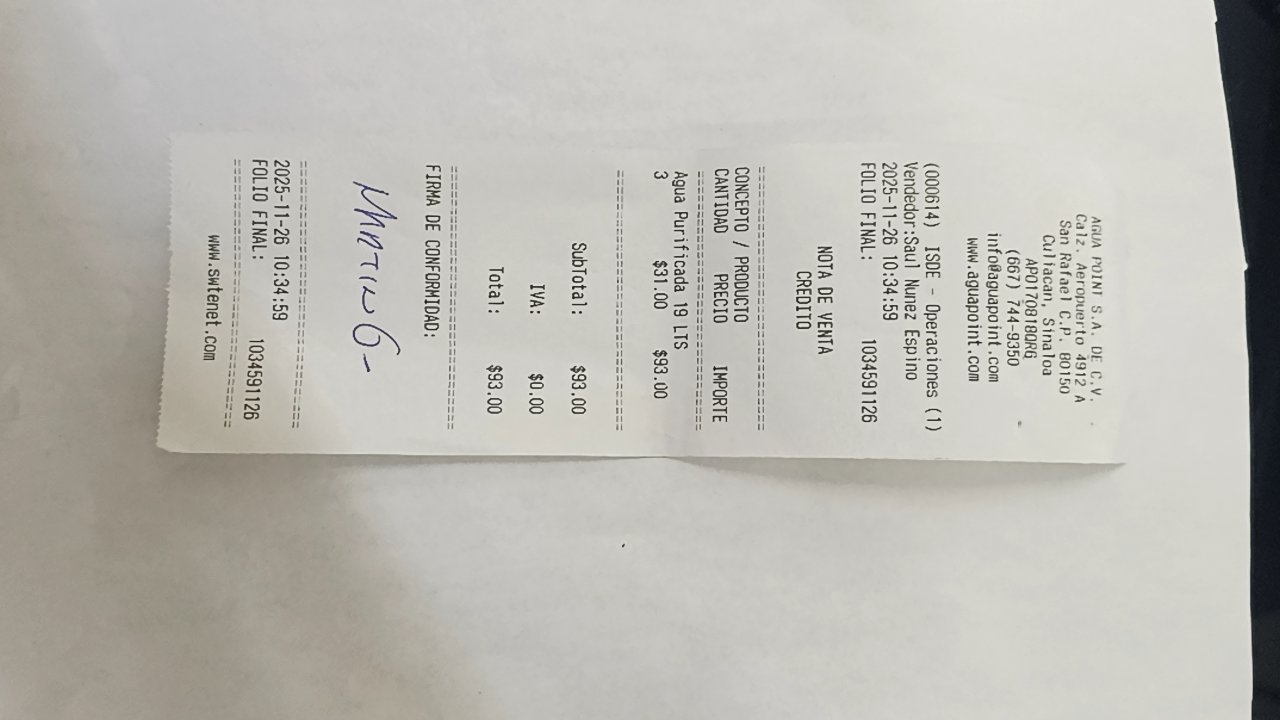 AGUA POINT S.A. DE C.V.
Calz. Aeropuerto 4912 A
San Rafael C.P. 80150
Culiacan, Sinaloa
APO170818QR6
(667) 744-9350
info@aguapoint.com
www.aguapoint.com
(000614) ISDE - Operaciones (1)
Vendedor:Saul Nunez Espino
2025-11-26 10:34:59
FOLIO FINAL: 1034591126
NOTA DE VENTA
CREDITO
==============================
CONCEPTO / PRODUCTO
CANTIDAD PRECIO IMPORTE
==============================
Agua Purificada 19 LTS
3 $31.00 $93.00
==============================
SubTotal: $93.00
IVA: $0.00
Total: $93.00
==============================
FIRMA DE CONFORMIDAD:
MARTIN G-
==============================
2025-11-26 10:34:59
FOLIO FINAL: 1034591126
==============================
www.swtenet.com